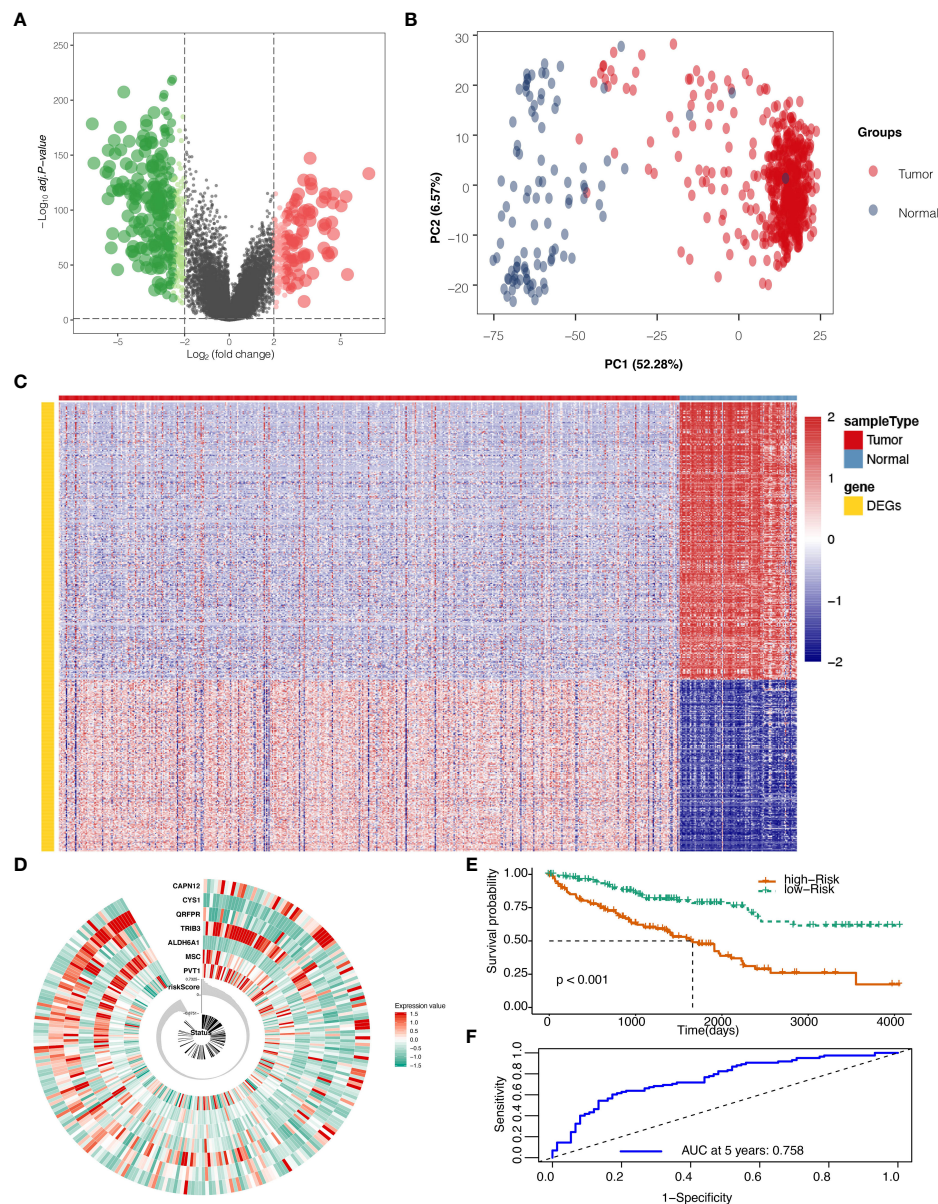 A
250
200
150
100
50
0
−Log10 adj.P−value
−5
−2
0
2
5
Log2 (fold change)
B
30
20
10
0
−10
−20
PC2 (6.57%)
−75
−50
−25
0
25
PC1 (52.28%)
Groups
Tumor
Normal
C
2
1
0
−1
−2
sampleType
Tumor
Normal
gene
DEGs
D
CAPN12
CYS1
QRFPR
TRIB3
ALDH6A1
MSC
PVT1
riskScore
0
Status
Expression value
1.5
1.0
0.5
0.0
−0.5
−1.0
−1.5
E
1.00
0.75
0.50
0.25
0.00
Survival probability
high−Risk
low−Risk
p < 0.001
0
1000
2000
3000
4000
Time(days)
F
Sensitivity
0.0 0.2 0.4 0.6 0.8 1.0
AUC at 5 years: 0.758
0.0
0.2
0.4
0.6
0.8
1.0
1−Specificity